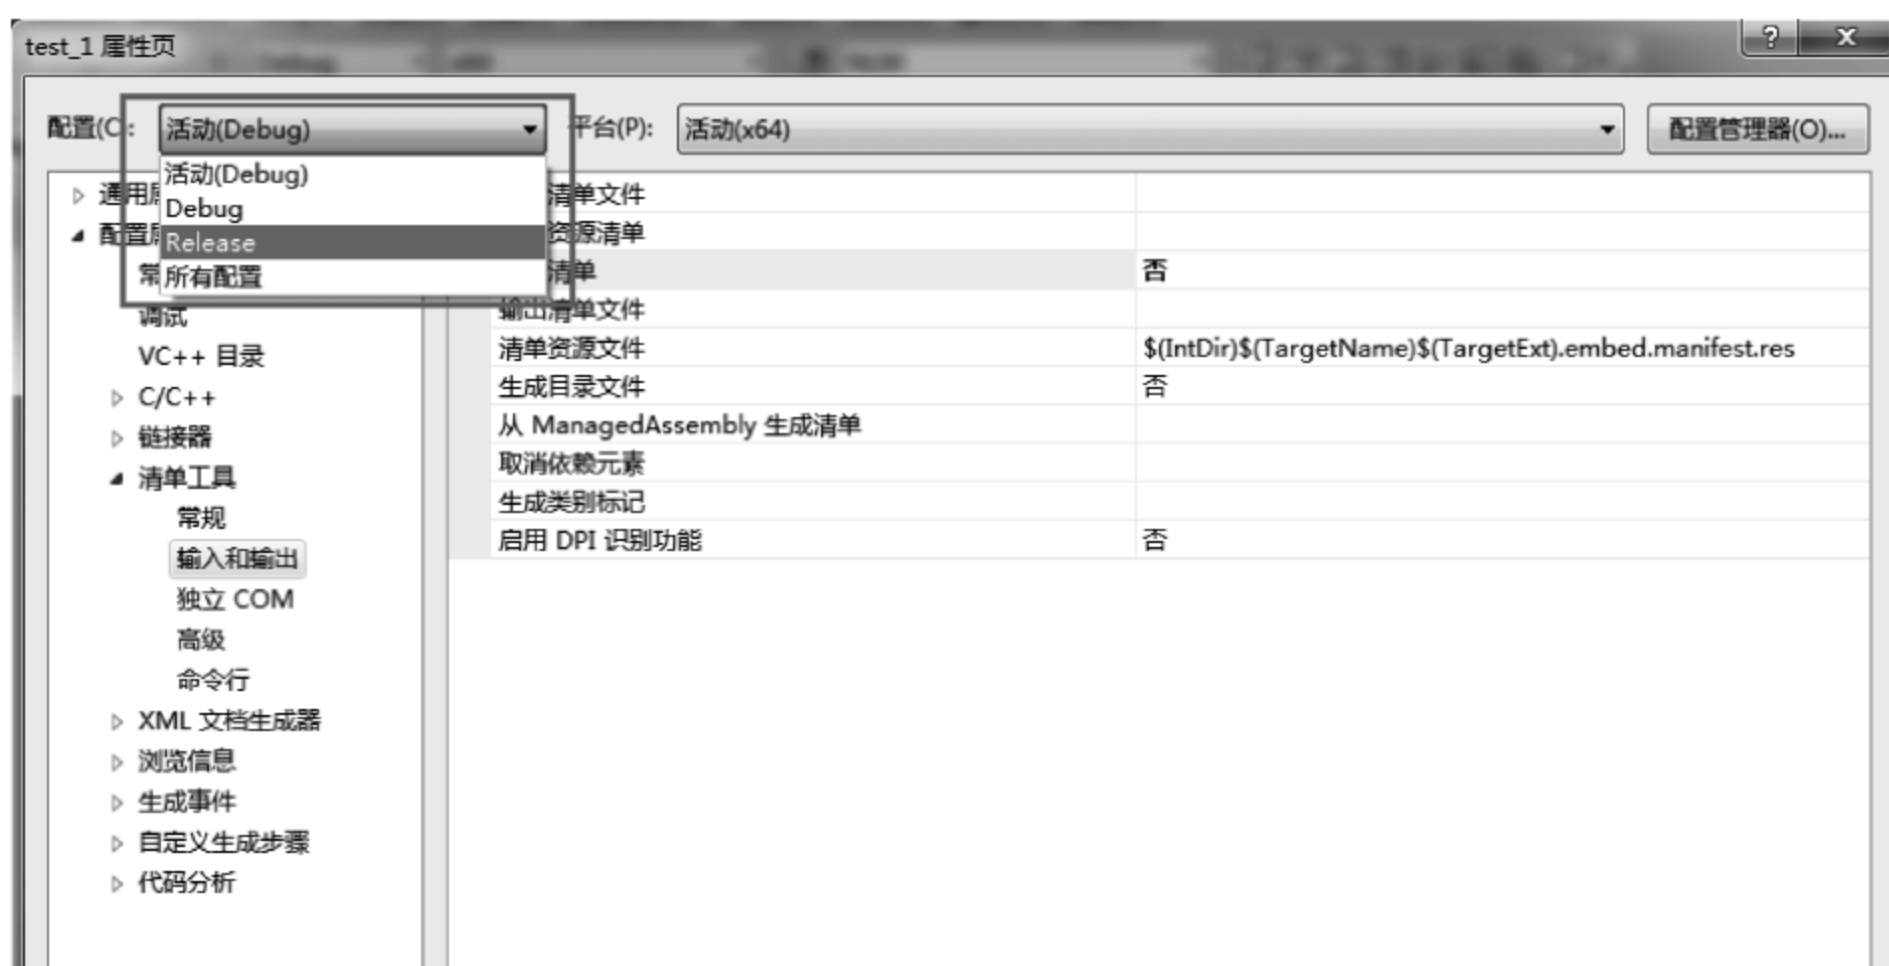 test_1 属性页
配置(C : 活动(Debug) 平台(P): 活动(x64) 配置管理器(O)...
活动(Debug)
Debug
Release
所有配置
通用
配置
常
调试
VC++ 目录
C/C++
链接器
清单工具
常规
输入和输出
独立 COM
高级
命令行
XML 文档生成器
浏览信息
生成事件
自定义生成步骤
代码分析
清单文件
资源清单
清单 否
输出清单文件
清单资源文件 $(IntDir)$(TargetName)$(TargetExt).embed.manifest.res
生成目录文件 否
从 ManagedAssembly 生成清单
取消依赖元素
生成类别标记
启用 DPI 识别功能 否